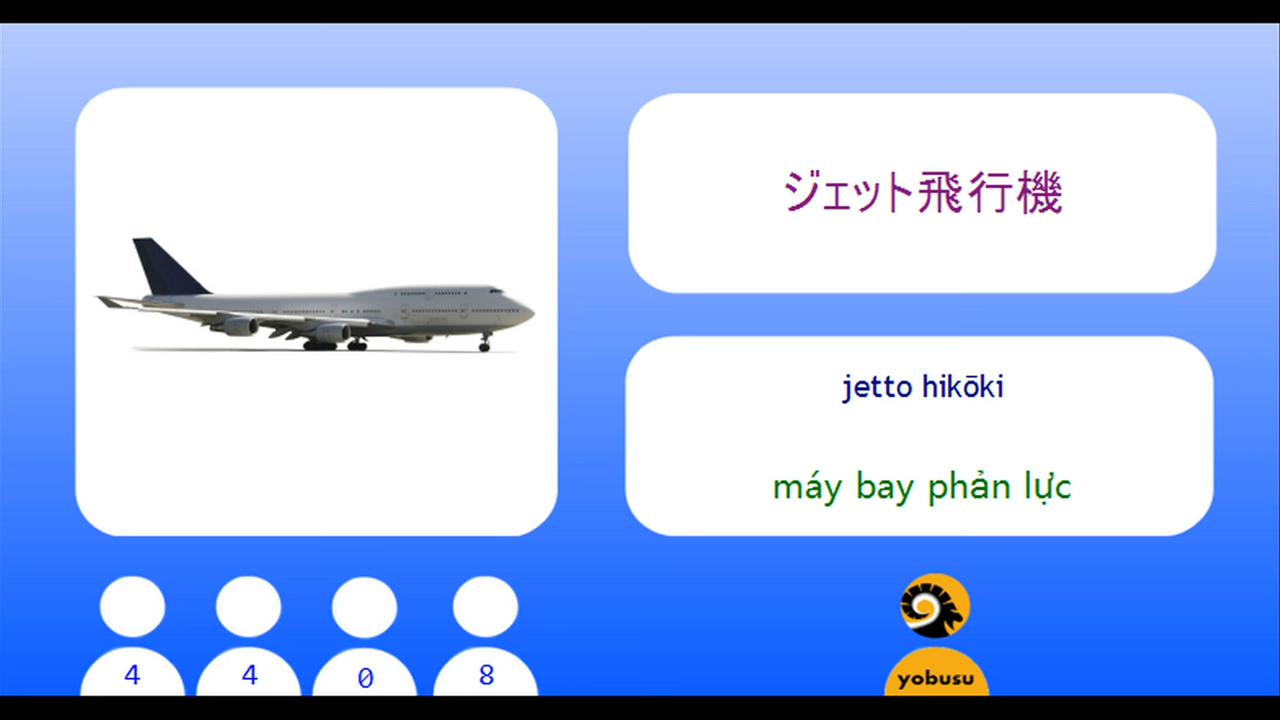 ジェット飛行機
jetto hikōki
máy bay phản lực
4 4 0 8
yobusu